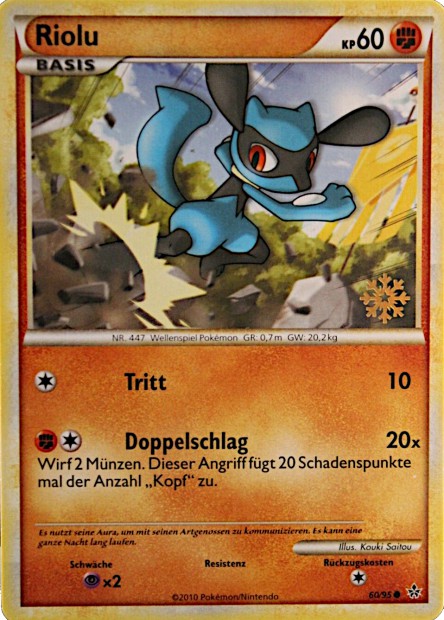 Riolu
KP60
BASIS
NR. 447 Wellenspiel Pokémon GR: 0,7m GW: 20,2kg
Tritt 10
Doppelschlag 20x
Wirf 2 Münzen. Dieser Angriff fügt 20 Schadenspunkte
mal der Anzahl „Kopf“ zu.
Es nutzt seine Aura, um mit seinen Artgenossen zu kommunizieren. Es kann eine
ganze Nacht lang laufen.
Illus. Kouki Saitou
Schwäche Resistenz Rückzugskosten
x2
©2010 Pokémon/Nintendo
60/95